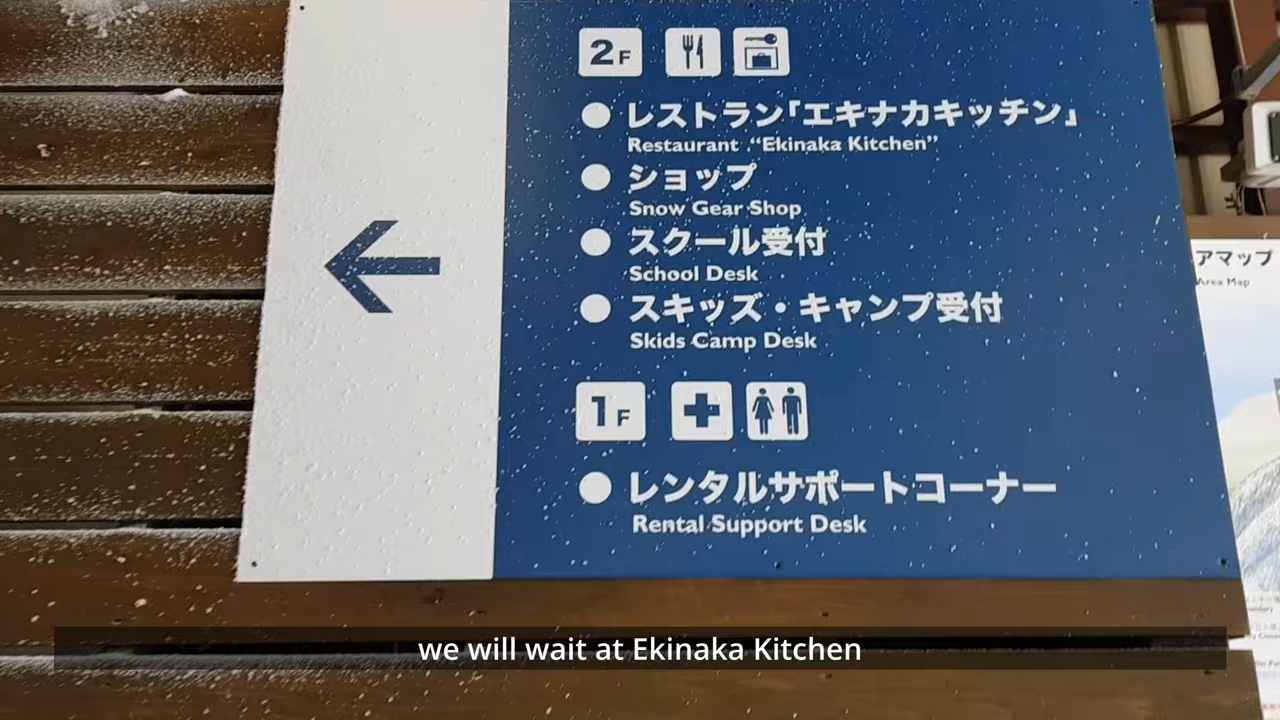 2F
レストラン「エキナカキッチン」
Restaurant “Ekinaka Kitchen”
ショップ
Snow Gear Shop
スクール受付
School Desk
スキッズ・キャンプ受付
Skids Camp Desk
1F
レンタルサポートコーナー
Rental Support Desk
アマップ
Area Map
we will wait at Ekinaka Kitchen